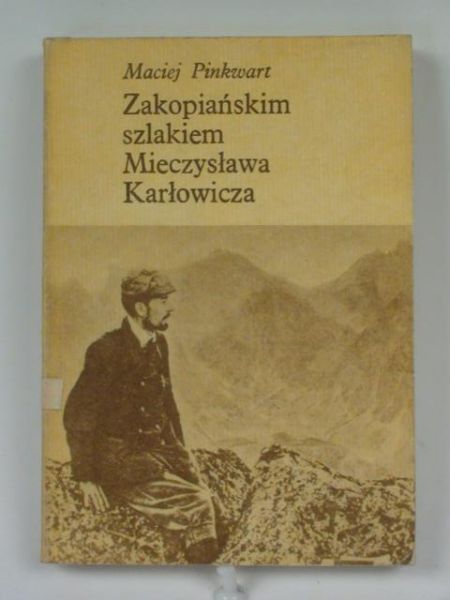 Maciej Pinkwart
Zakopiańskim
szlakiem
Mieczysława
Karłowicza